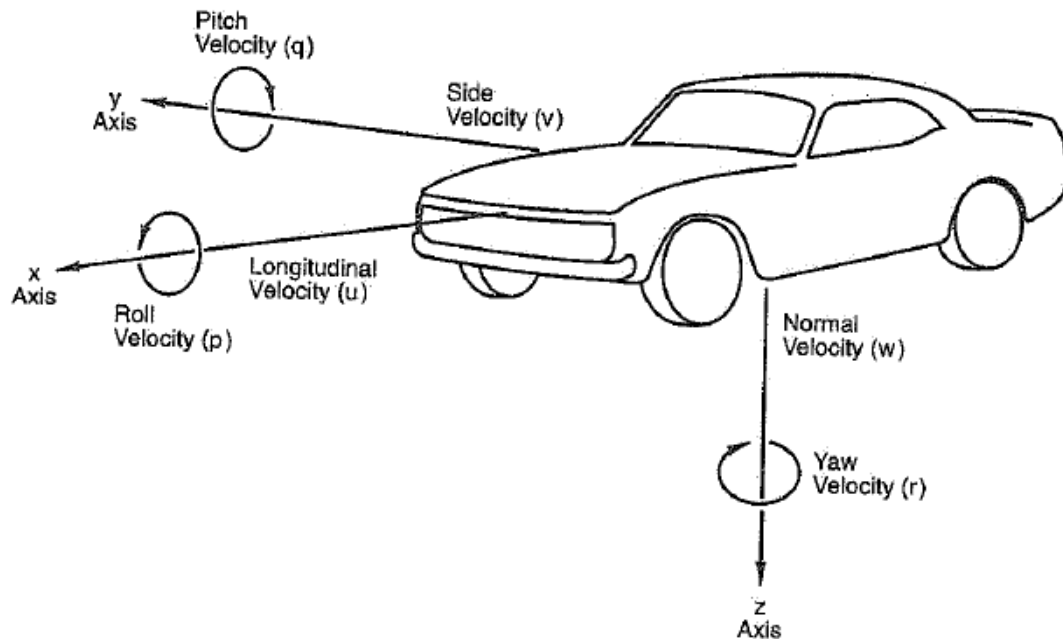 Pitch
Velocity (q)
y
Axis
Side
Velocity (v)
x
Axis
Longitudinal
Velocity (u)
Roll
Velocity (p)
Normal
Velocity (w)
Yaw
Velocity (r)
z
Axis